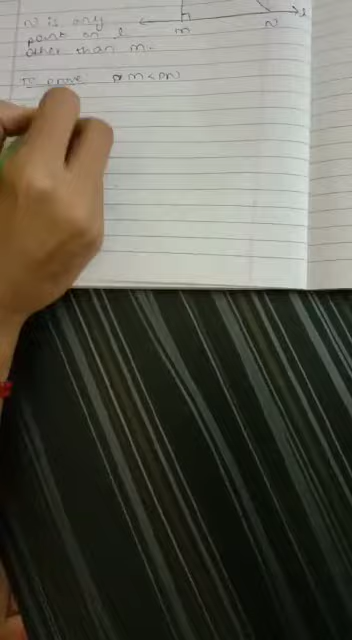 N is any
point on l
other than m.
l
m
N
To prove: PM < PN